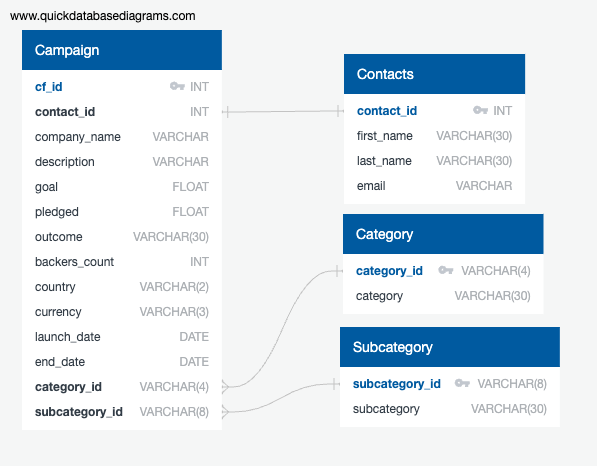 www.quickdatabasediagrams.com
Campaign
cf_id INT
contact_id INT
company_name VARCHAR
description VARCHAR
goal FLOAT
pledged FLOAT
outcome VARCHAR(30)
backers_count INT
country VARCHAR(2)
currency VARCHAR(3)
launch_date DATE
end_date DATE
category_id VARCHAR(4)
subcategory_id VARCHAR(8)
Contacts
contact_id INT
first_name VARCHAR(30)
last_name VARCHAR(30)
email VARCHAR
Category
category_id VARCHAR(4)
category VARCHAR(30)
Subcategory
subcategory_id VARCHAR(8)
subcategory VARCHAR(30)